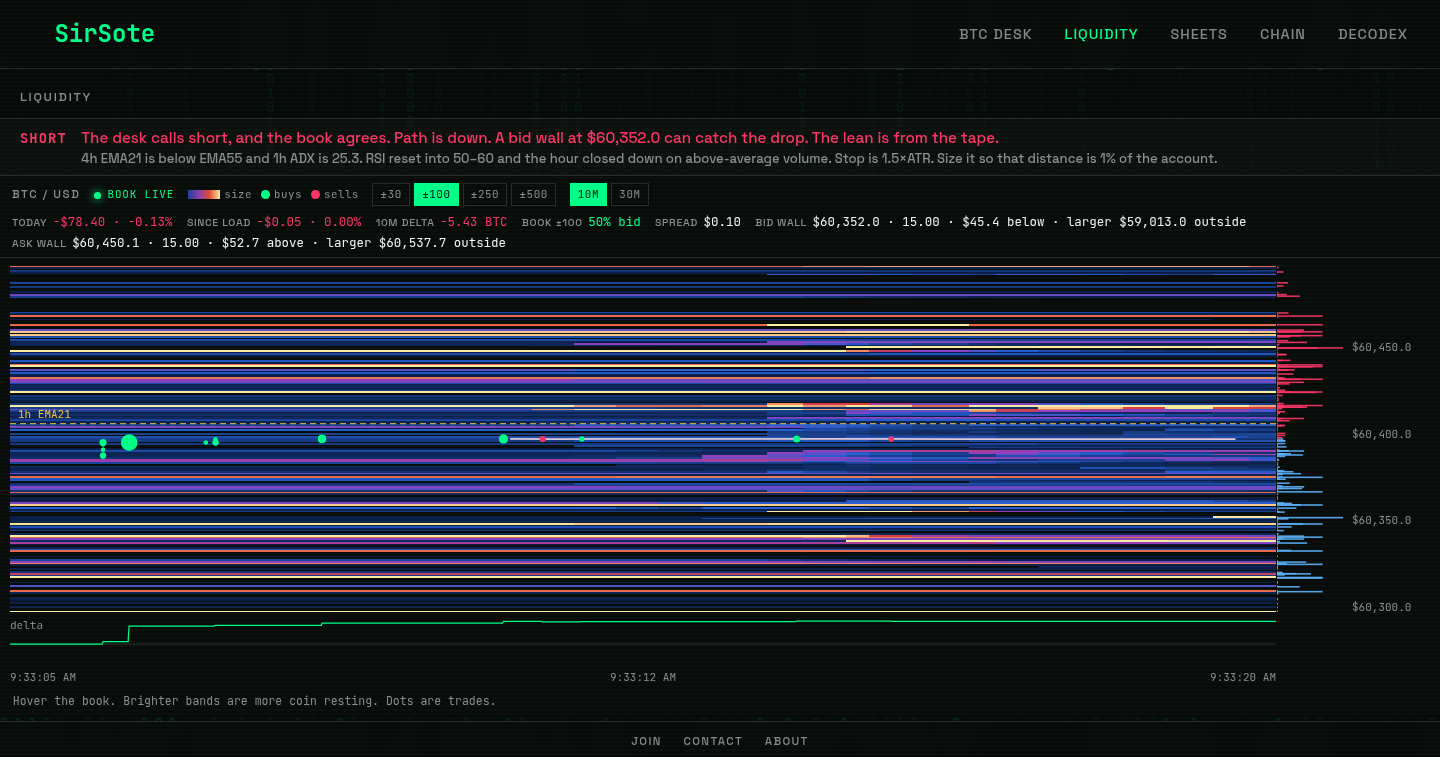 SirSote
BTC DESK LIQUIDITY SHEETS CHAIN DECODEX
LIQUIDITY
SHORT The desk calls short, and the book agrees. Path is down. A bid wall at $60,352.0 can catch the drop. The lean is from the tape.
4h EMA21 is below EMA55 and 1h ADX is 25.3. RSI reset into 50–60 and the hour closed down on above-average volume. Stop is 1.5×ATR. Size it so that distance is 1% of the account.
BTC / USD BOOK LIVE size buys sells ±30 ±100 ±250 ±500 10M 30M
TODAY -$78.40 · -0.13% SINCE LOAD -$0.05 · 0.00% 10M DELTA -5.43 BTC BOOK ±100 50% bid SPREAD $0.10 BID WALL $60,352.0 · 15.00 · $45.4 below · larger $59,013.0 outside
ASK WALL $60,450.1 · 15.00 · $52.7 above · larger $60,537.7 outside
$60,450.0
1h EMA21
$60,400.0
$60,350.0
$60,300.0
delta
9:33:05 AM 9:33:12 AM 9:33:20 AM
Hover the book. Brighter bands are more coin resting. Dots are trades.
JOIN CONTACT ABOUT